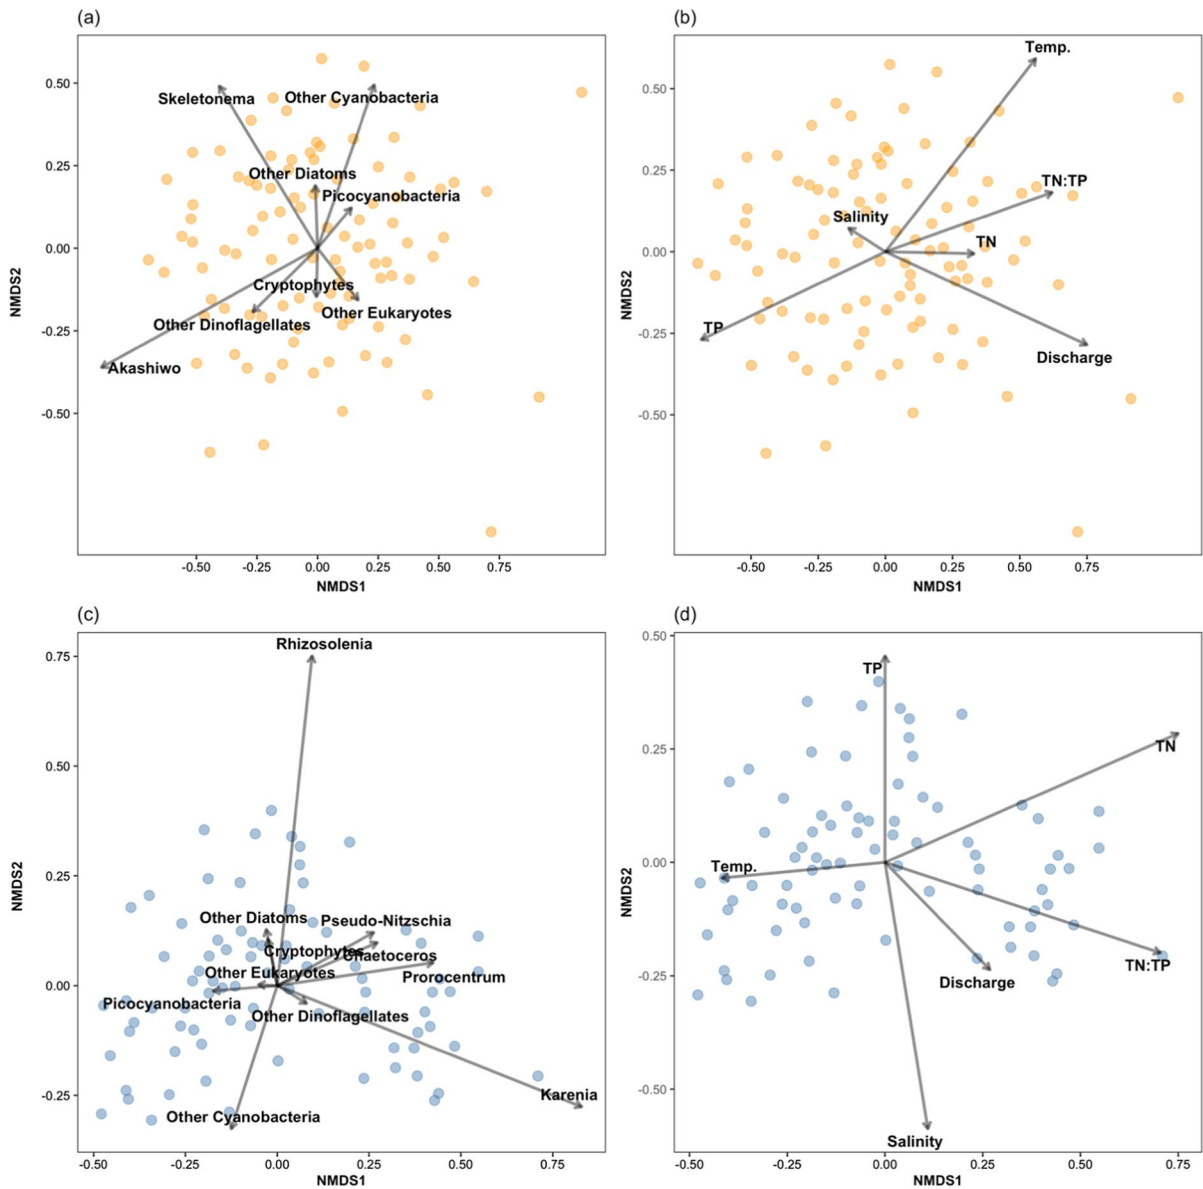 (a)
Skeletonema
Other Cyanobacteria
Other Diatoms
Picocyanobacteria
Cryptophytes
Other Eukaryotes
Other Dinoflagellates
Akashiwo
0.50
0.25
0.00
-0.25
-0.50
NMDS2
-0.50 -0.25 0.00 0.25 0.50 0.75
NMDS1
(b)
Temp.
TN:TP
Salinity
TN
TP
Discharge
0.50
0.25
0.00
-0.25
-0.50
NMDS2
-0.50 -0.25 0.00 0.25 0.50 0.75
NMDS1
(c)
Rhizosolenia
Other Diatoms
Pseudo-Nitzschia
Cryptophytes
Chaetoceros
Other Eukaryotes
Prorocentrum
Picocyanobacteria
Other Dinoflagellates
Karenia
Other Cyanobacteria
0.75
0.50
0.25
0.00
-0.25
NMDS2
-0.50 -0.25 0.00 0.25 0.50 0.75
NMDS1
(d)
TP
TN
Temp.
TN:TP
Discharge
Salinity
0.50
0.25
0.00
-0.25
-0.50
NMDS2
-0.50 -0.25 0.00 0.25 0.50 0.75
NMDS1